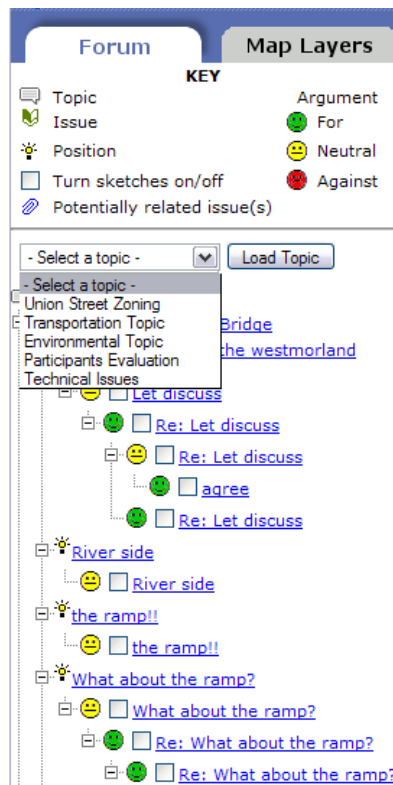 Forum Map Layers
KEY
Topic Argument
Issue For
Position Neutral
Turn sketches on/off Against
Potentially related issue(s)
- Select a topic - Load Topic
- Select a topic -
Union Street Zoning
Transportation Topic Bridge
Environmental Topic the westmorland
Participants Evaluation
Technical Issues
Let discuss
Re: Let discuss
Re: Let discuss
agree
Re: Let discuss
River side
River side
the ramp!!
the ramp!!
What about the ramp?
What about the ramp?
Re: What about the ramp?
Re: What about the ramp?